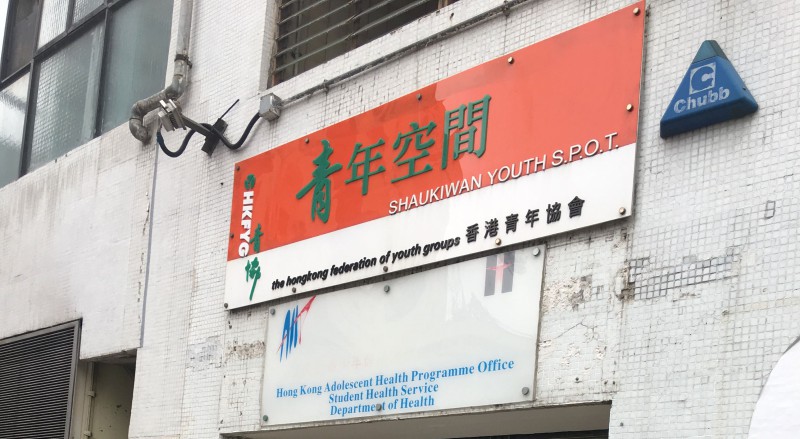 青年空間
SHAUKIWAN YOUTH S.P.O.T.
HKFYG 青協
the hongkong federation of youth groups 香港青年協會
Hong Kong Adolescent Health Programme Office
Student Health Service
Department of Health
C
Chubb